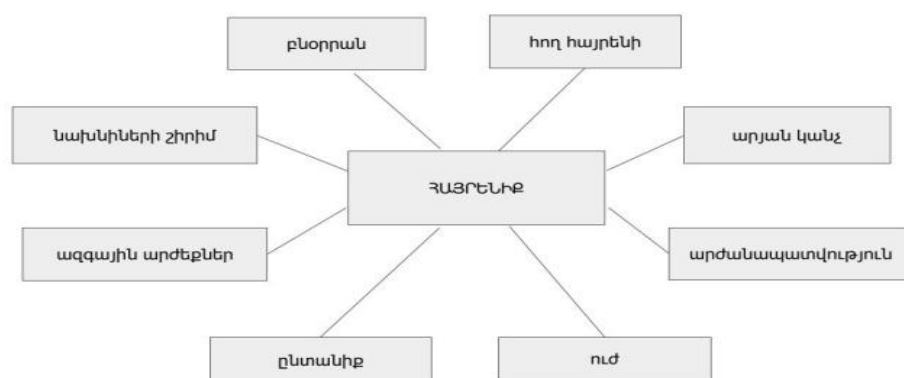 բնօրրան
հող հայրենի
նախնիների շիրիմ
արյան կանչ
ՀԱՅՐԵՆԻՔ
ազգային արժեքներ
արժանապատվություն
ընտանիք
ուժ